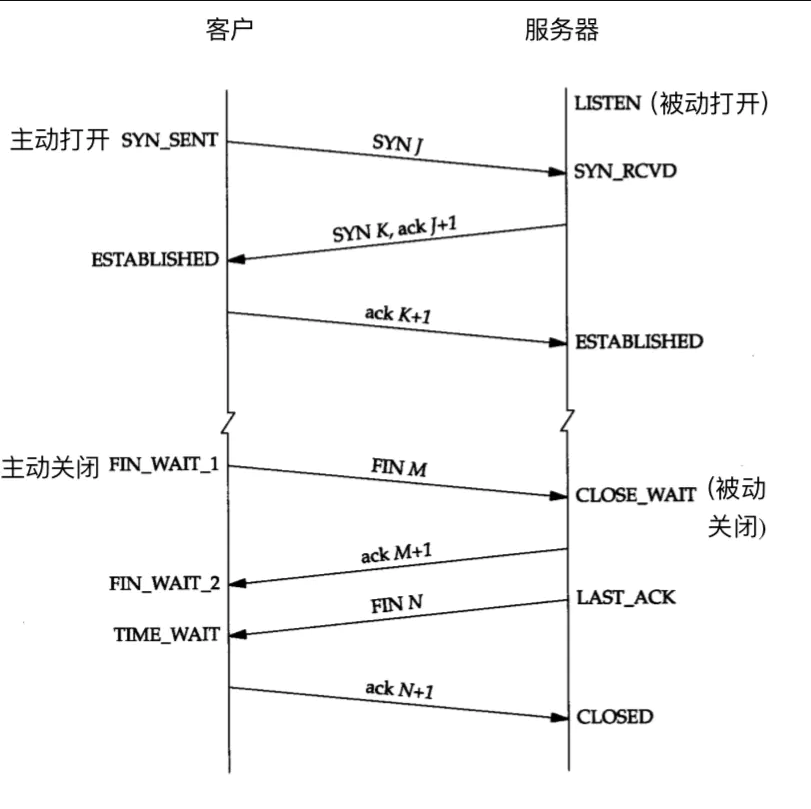 客户 服务器
LISTEN (被动打开)
主动打开 SYN_SENT
SYN J
SYN_RCVD
SYN K, ack J+1
ESTABLISHED
ack K+1
ESTABLISHED
主动关闭 FIN_WAIT_1
FIN M
CLOSE_WAIT (被动
关闭)
ack M+1
FIN_WAIT_2
FIN N
LAST_ACK
TIME_WAIT
ack N+1
CLOSED